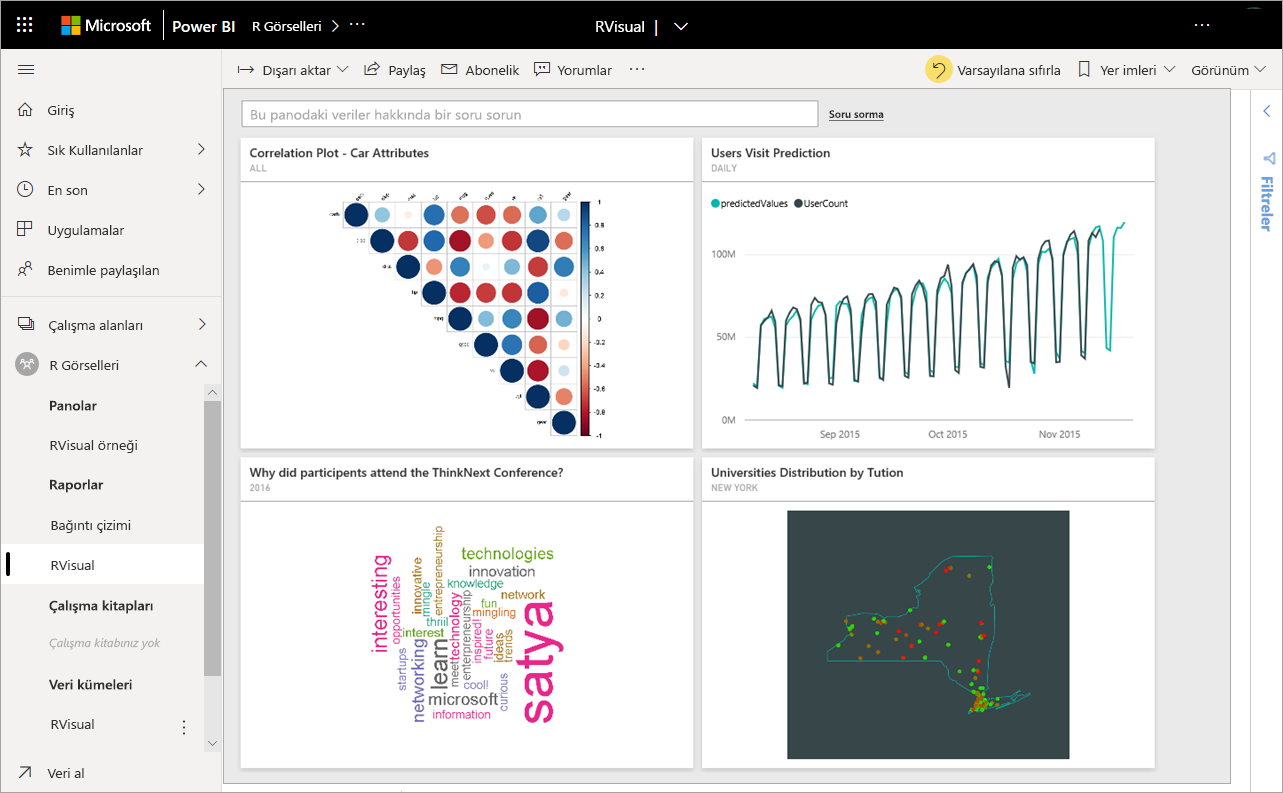 Microsoft Power BI R Görselleri
RVisual |
Dışarı aktar Paylaş Abonelik Yorumlar Varsayılana sıfırla Yer imleri Görünüm
Giriş
Sık Kullanılanlar
En son
Uygulamalar
Benimle paylaşılan
Çalışma alanları
R Görselleri
Panolar
RVisual örneği
Raporlar
Bağıntı çizimi
RVisual
Çalışma kitapları
Çalışma kitabınız yok
Veri kümeleri
RVisual
Veri al
Bu panodaki veriler hakkında bir soru sorun
Soru sorma
Correlation Plot - Car Attributes
ALL
1
0.8
0.6
0.4
0.2
0
-0.2
-0.4
-0.6
-0.8
-1
Users Visit Prediction
DAILY
predictedValues UserCount
100M
50M
0M
Sep 2015 Oct 2015 Nov 2015
Why did participants attend the ThinkNext Conference?
2016
interesting
opportunities
innovative
mingle
entrepreneurship
technologies
innovation
knowledge
network
fun
mingling
thrill
interest
technology
enterpreneurship
inspired!
future
ideas
trends
satya
startups
networking
learn
meet
cool!
curious
microsoft
information
Universities Distribution by Tution
NEW YORK
Filtreler